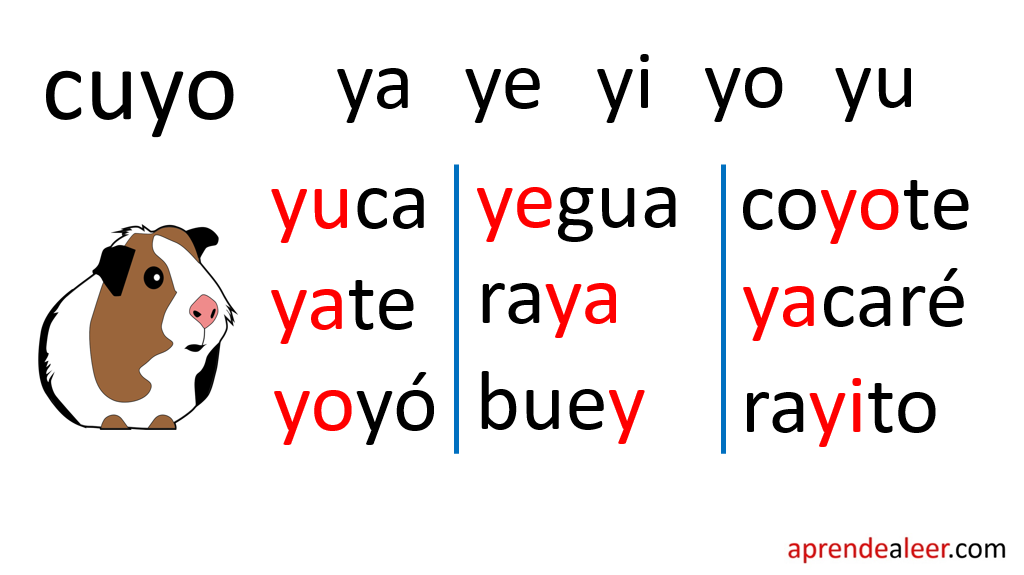 cuyo ya ye yi yo yu
yuca yegua coyote
yate raya yacaré
yoyó buey rayito
aprendealeer.com